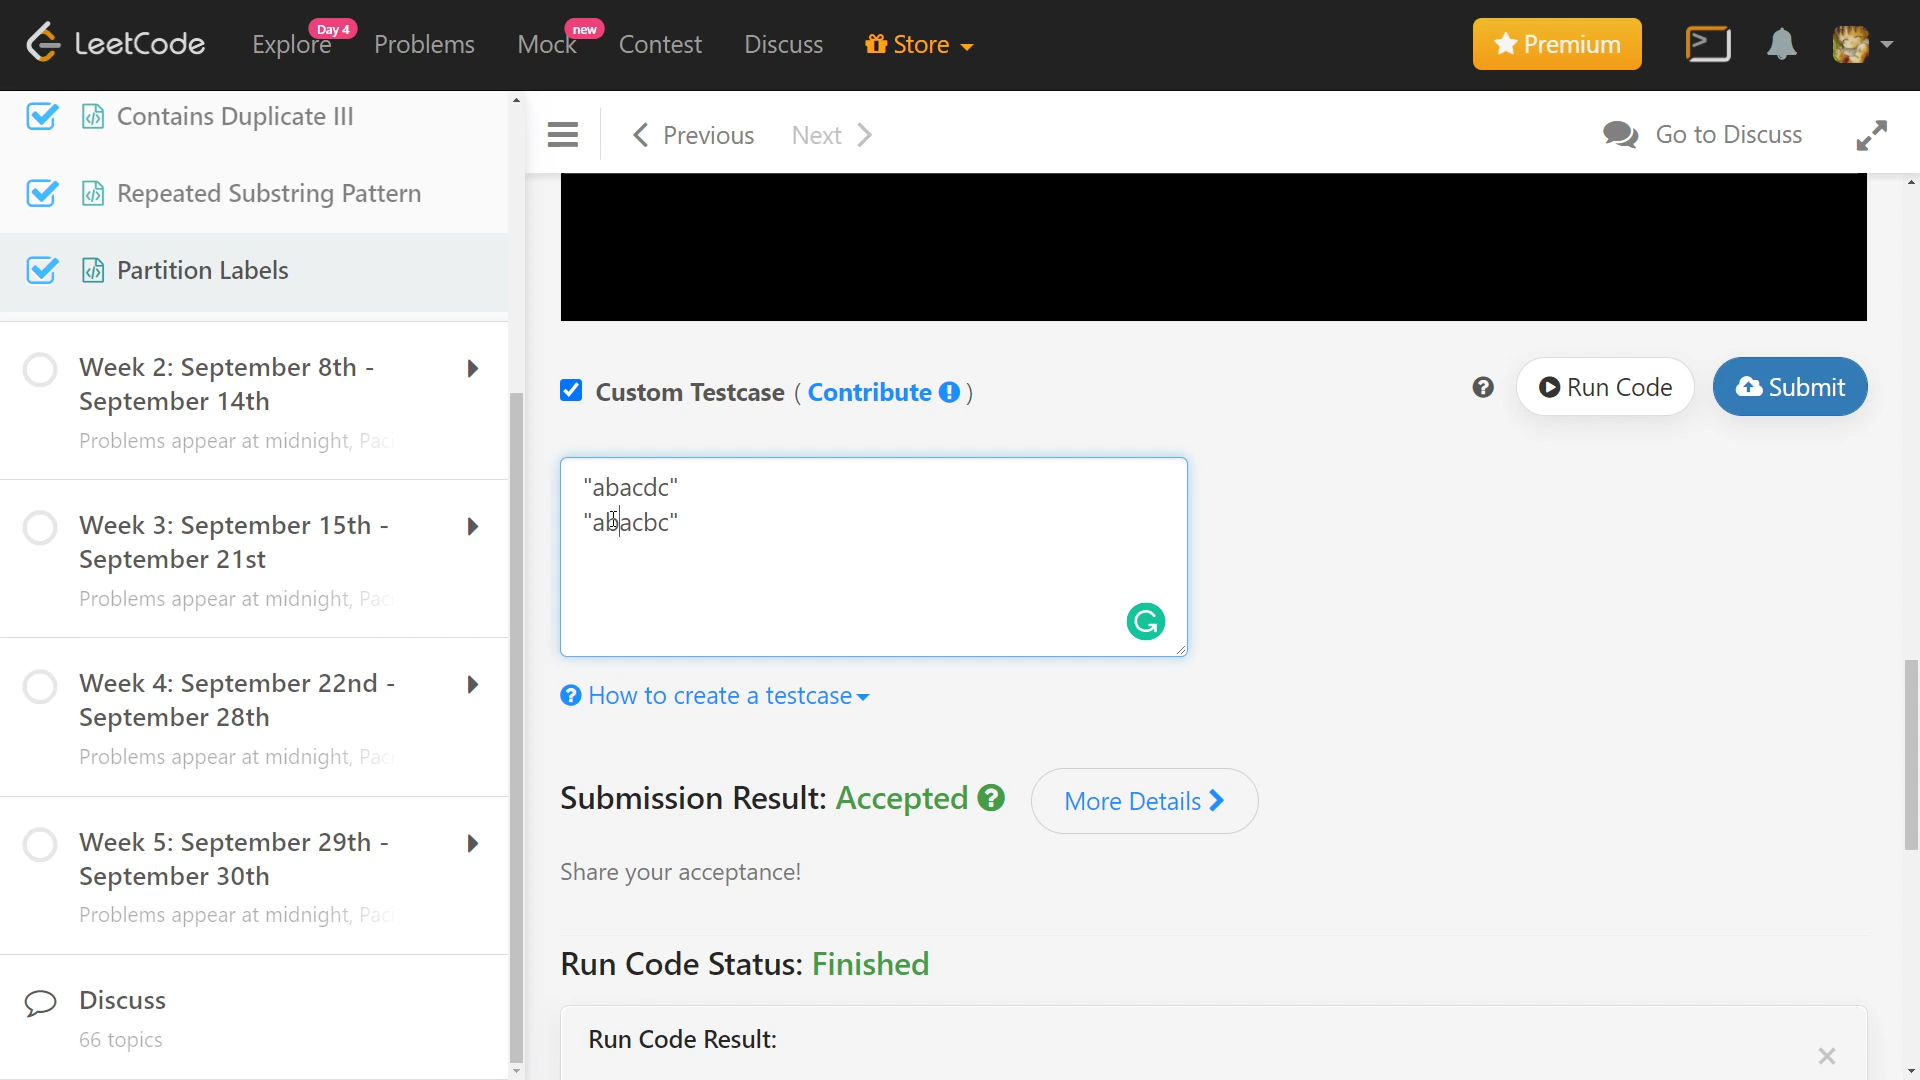 LeetCode
Explore Day 4 Problems Mock new Contest Discuss Store Premium
Contains Duplicate III
Repeated Substring Pattern
Partition Labels
Week 2: September 8th -
September 14th
Problems appear at midnight, Pac
Week 3: September 15th -
September 21st
Problems appear at midnight, Pac
Week 4: September 22nd -
September 28th
Problems appear at midnight, Pac
Week 5: September 29th -
September 30th
Problems appear at midnight, Pac
Discuss
66 topics
Previous Next Go to Discuss
Custom Testcase ( Contribute ) Run Code Submit
"abacdc"
"abacbc"
How to create a testcase
Submission Result: Accepted More Details
Share your acceptance!
Run Code Status: Finished
Run Code Result: